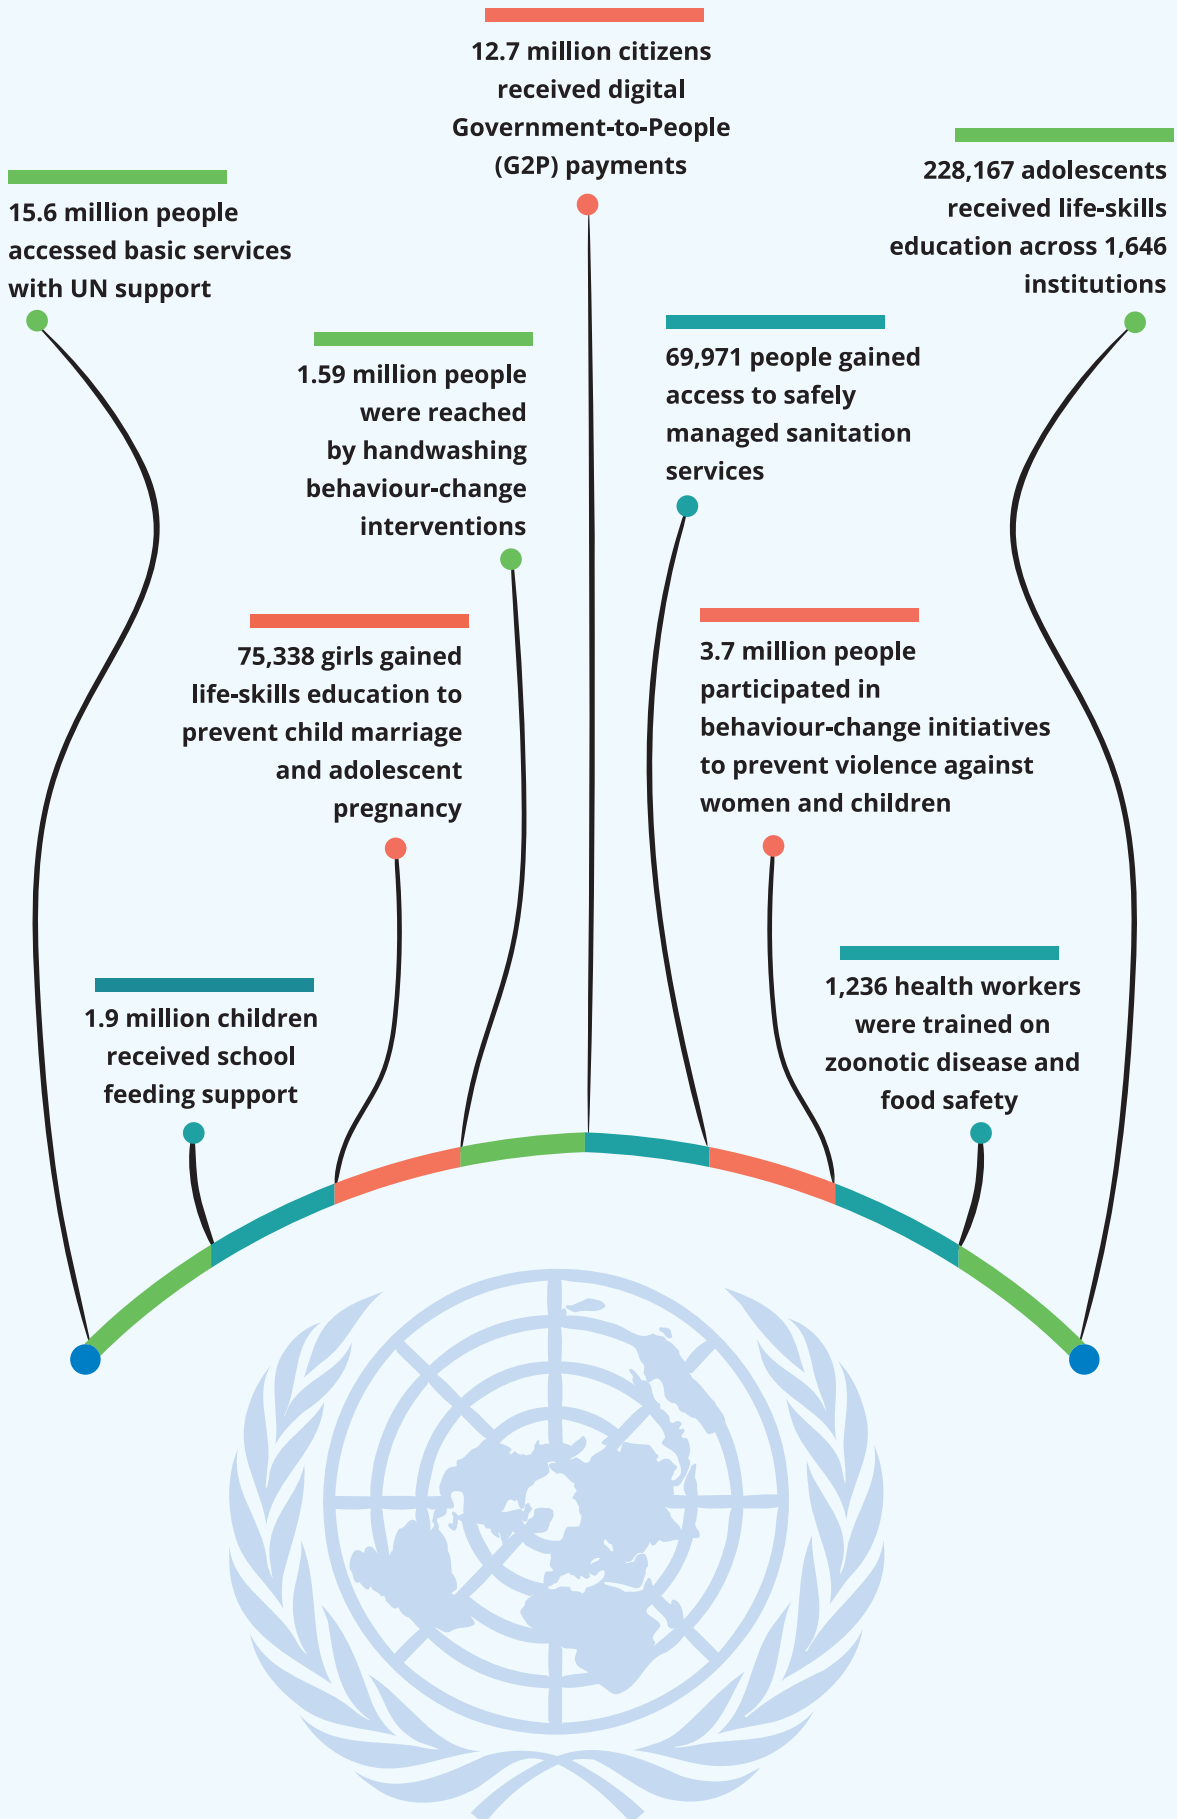 12.7 million citizens
received digital
Government-to-People
(G2P) payments
228,167 adolescents
received life-skills
education across 1,646
institutions
15.6 million people
accessed basic services
with UN support
1.59 million people
were reached
by handwashing
behaviour-change
interventions
69,971 people gained
access to safely
managed sanitation
services
75,338 girls gained
life-skills education to
prevent child marriage
and adolescent
pregnancy
3.7 million people
participated in
behaviour-change initiatives
to prevent violence against
women and children
1.9 million children
received school
feeding support
1,236 health workers
were trained on
zoonotic disease and
food safety